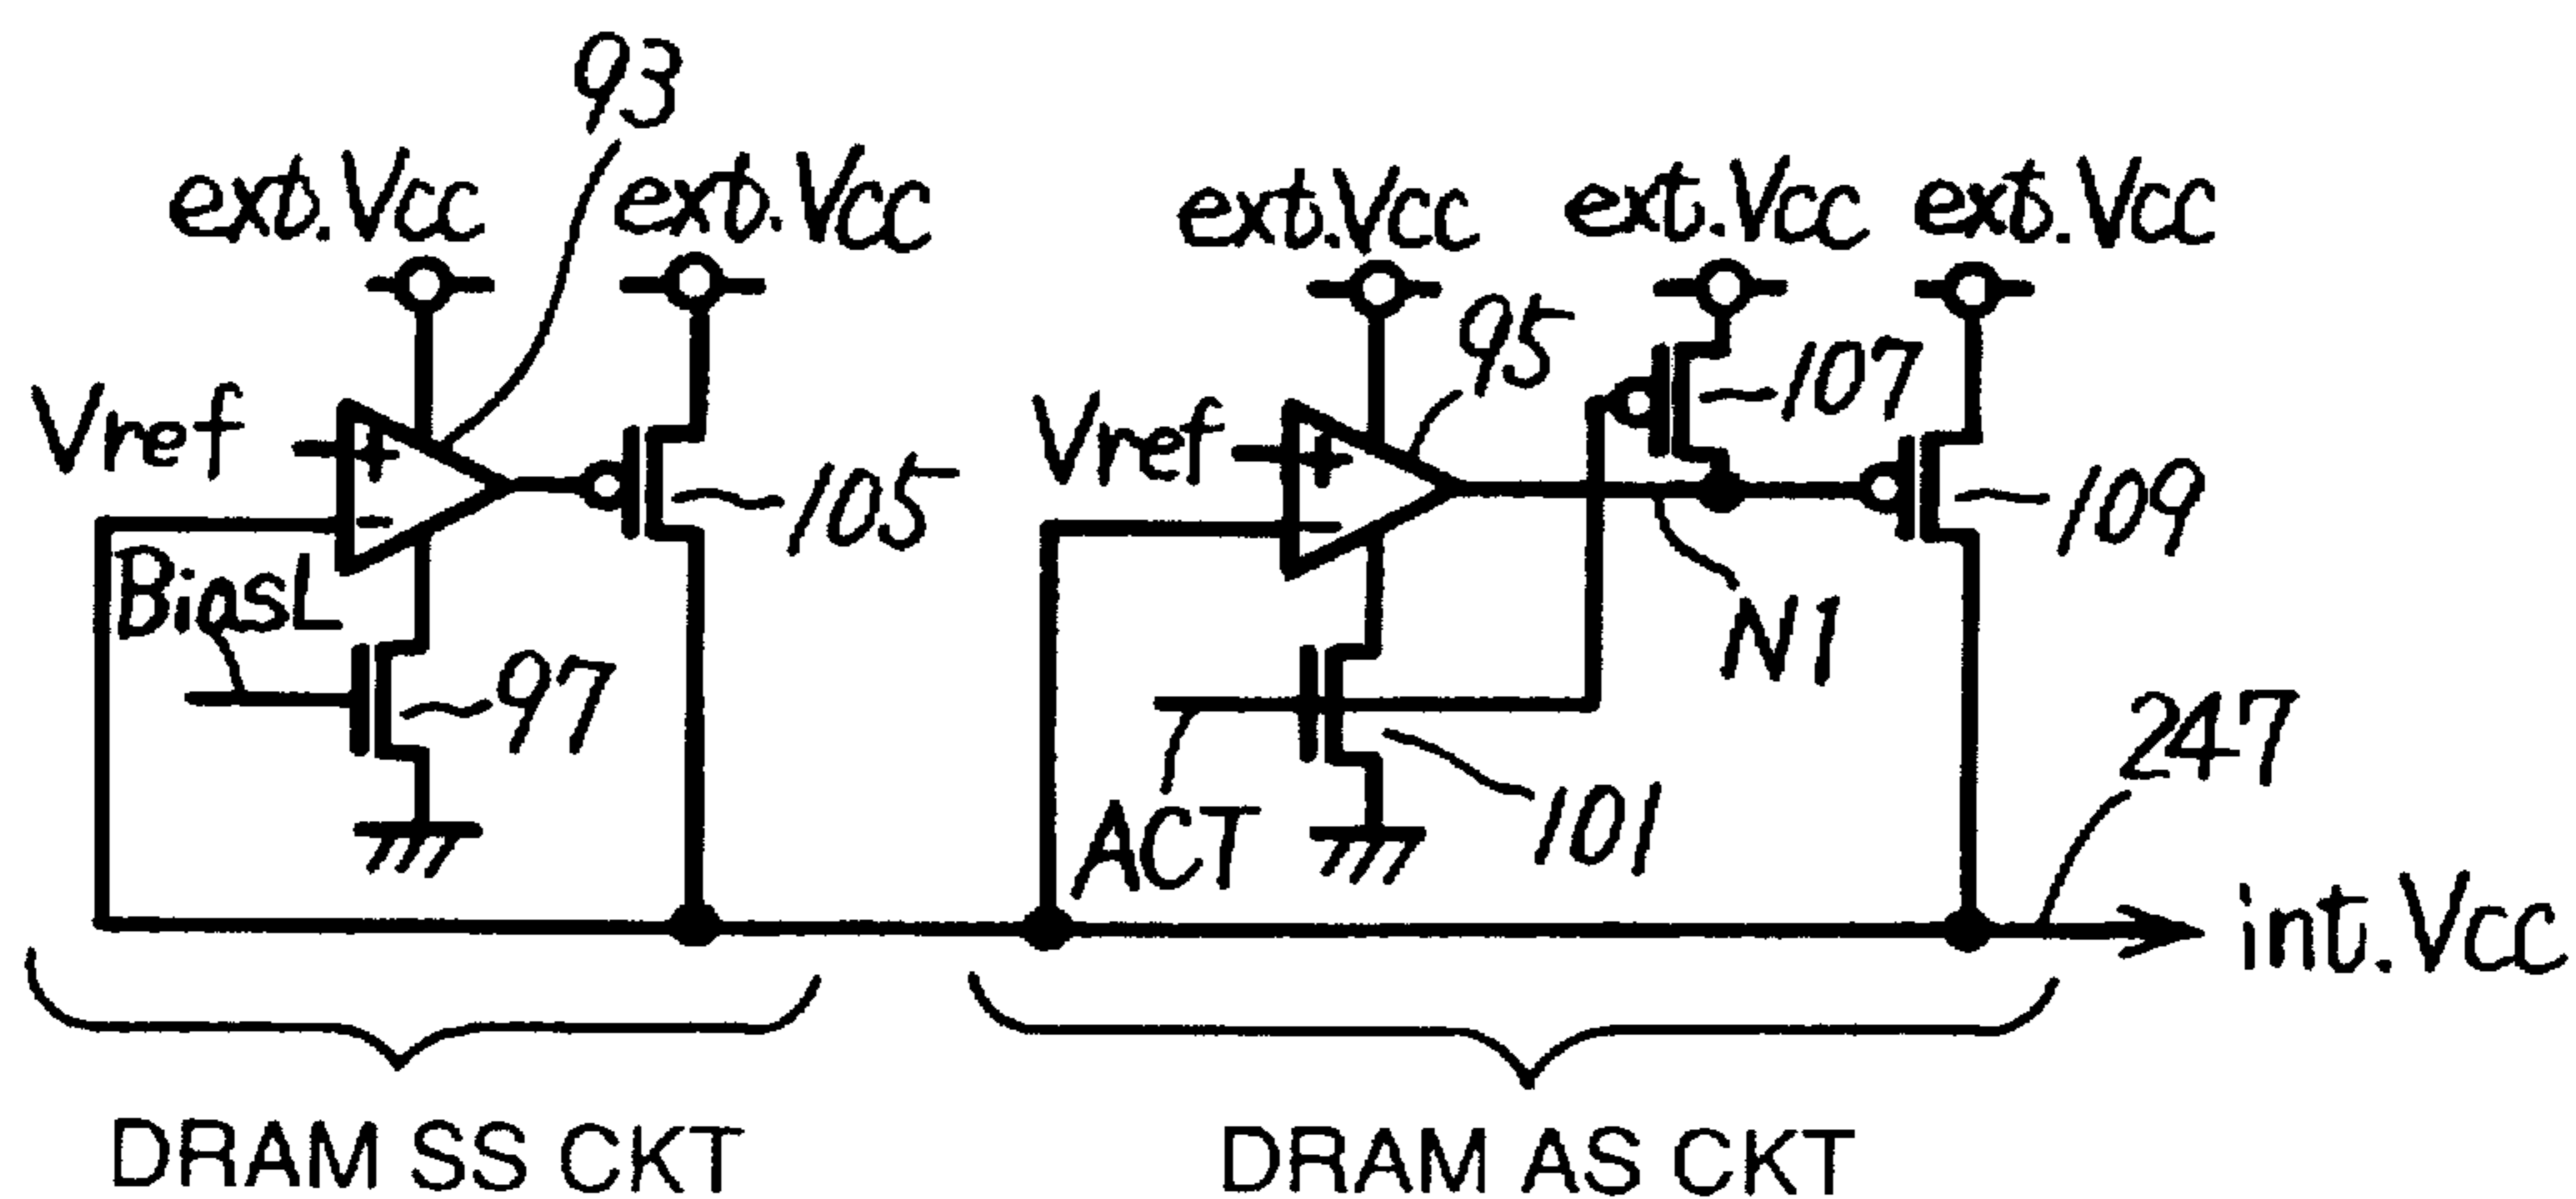 93
ext.Vcc ext.Vcc ext.Vcc ext.Vcc ext.Vcc
Vref + - 105
BiasL
97
Vref + - 95 107 109
N1
ACT 101
247
int.Vcc
DRAM SS CKT DRAM AS CKT